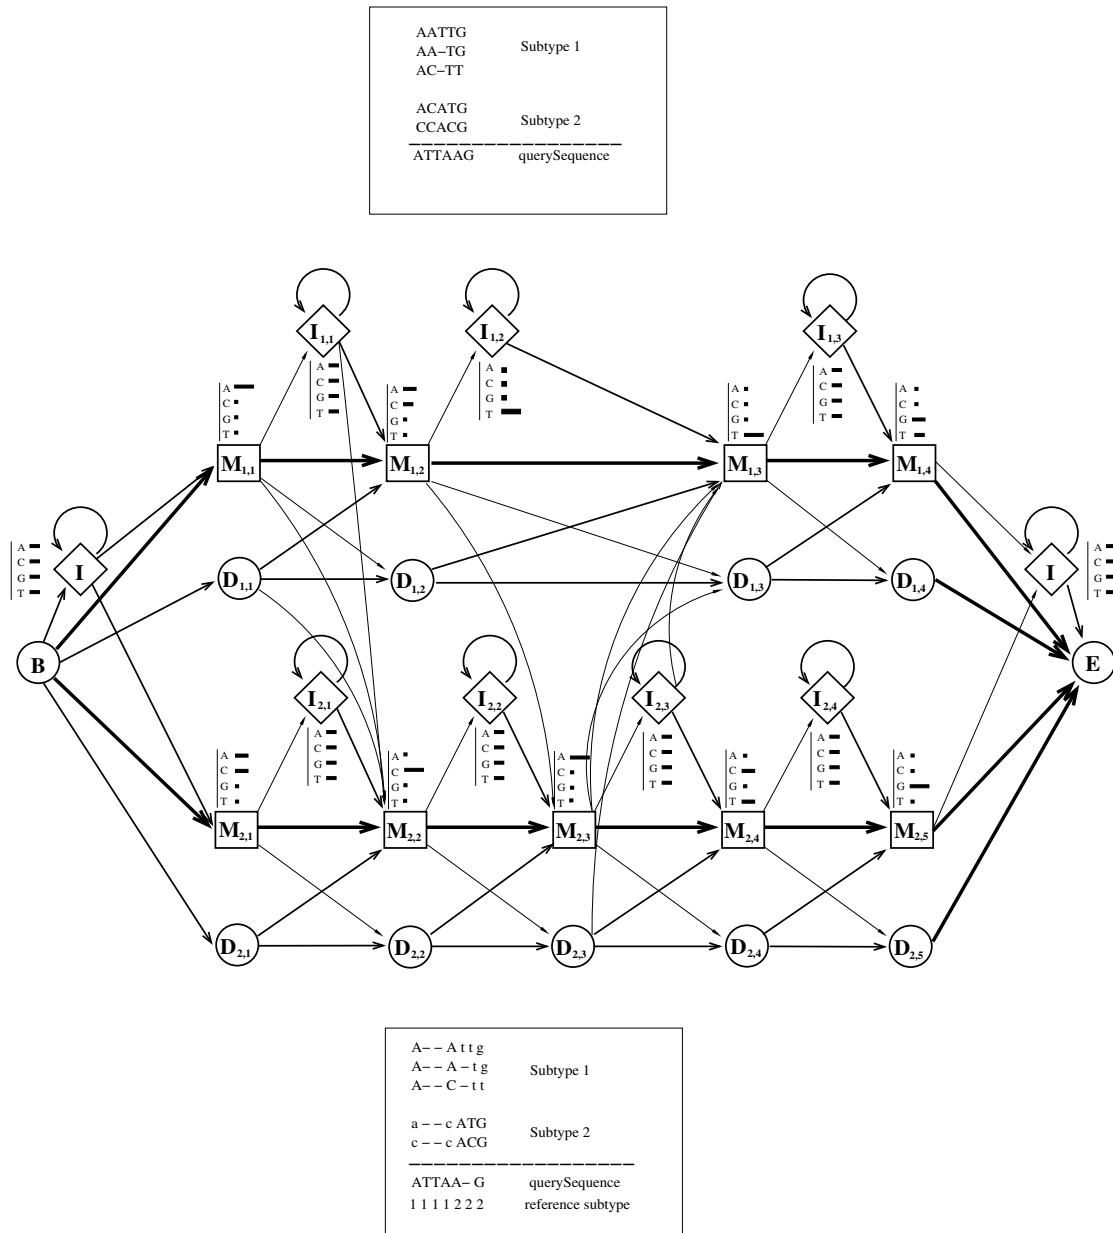 AATTG
AA−TG Subtype 1
AC−TT
ACATG
CCACG Subtype 2
ATTAAG querySequence
I1,1 I1,2 I1,3
A C G T
A C G T
A C G T
A C G T
A C G T
A C G T
A C G T
M1,1 M1,2 M1,3 M1,4
A C G T
I
D1,1 D1,2 D1,3 D1,4
I
A C G T
B
E
I2,1 I2,2 I2,3 I2,4
A C G T
A C G T
A C G T
A C G T
A C G T
A C G T
A C G T
A C G T
A C G T
M2,1 M2,2 M2,3 M2,4 M2,5
D2,1 D2,2 D2,3 D2,4 D2,5
A− − A t t g
A− − A − t g Subtype 1
A− − C − t t
a − − c ATG
c − − c ACG Subtype 2
ATTAA− G querySequence
1 1 1 1 2 2 2 reference subtype